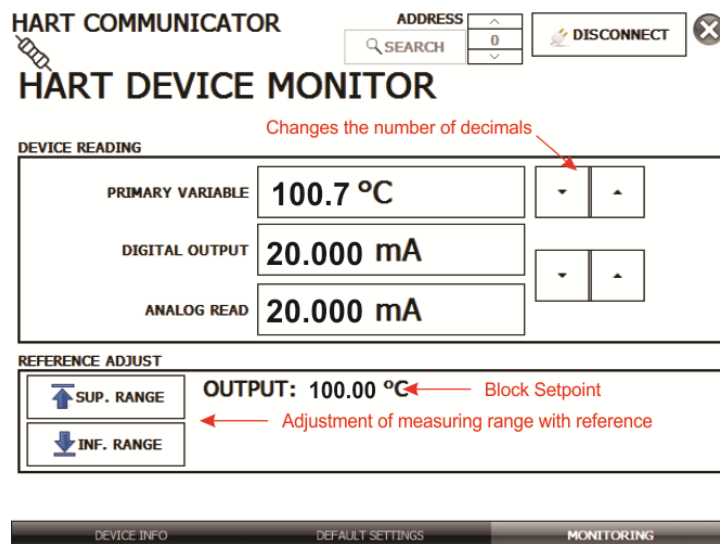 HART COMMUNICATOR
ADDRESS
SEARCH
0
DISCONNECT
HART DEVICE MONITOR
Changes the number of decimals
DEVICE READING
PRIMARY VARIABLE 100.7 ºC
DIGITAL OUTPUT 20.000 mA
ANALOG READ 20.000 mA
REFERENCE ADJUST
SUP. RANGE
OUTPUT: 100.00 ºC
Block Setpoint
Adjustment of measuring range with reference
INF. RANGE
DEVICE INFO DEFAULT SETTINGS MONITORING